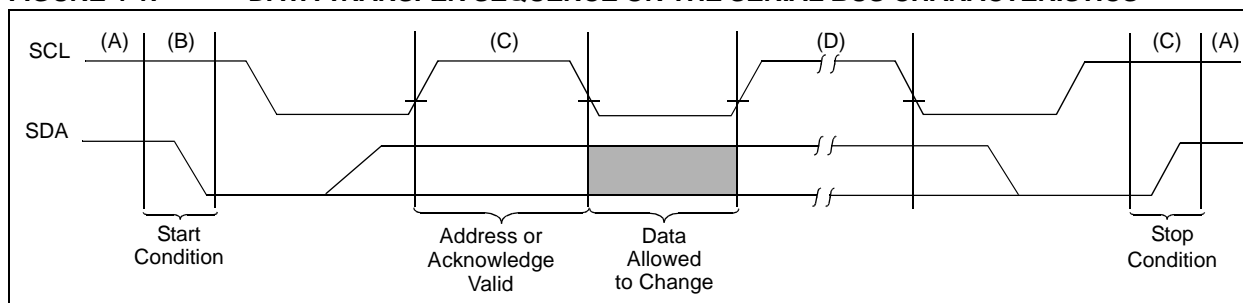 (A) (B) (C) (D) (C) (A)
SCL
SDA
Start
Condition
Address or
Acknowledge
Valid
Data
Allowed
to Change
Stop
Condition